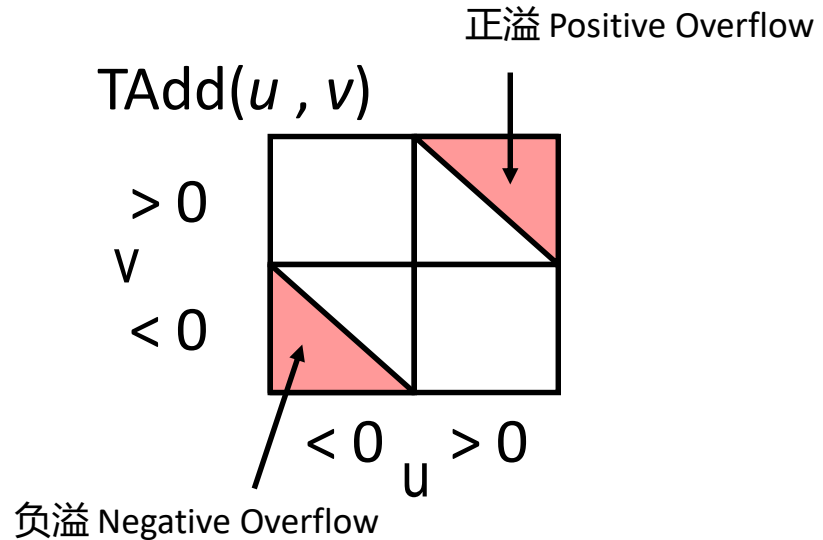 正溢 Positive Overflow
TAdd(u , v)
> 0
v
< 0
< 0
> 0
u
负溢 Negative Overflow